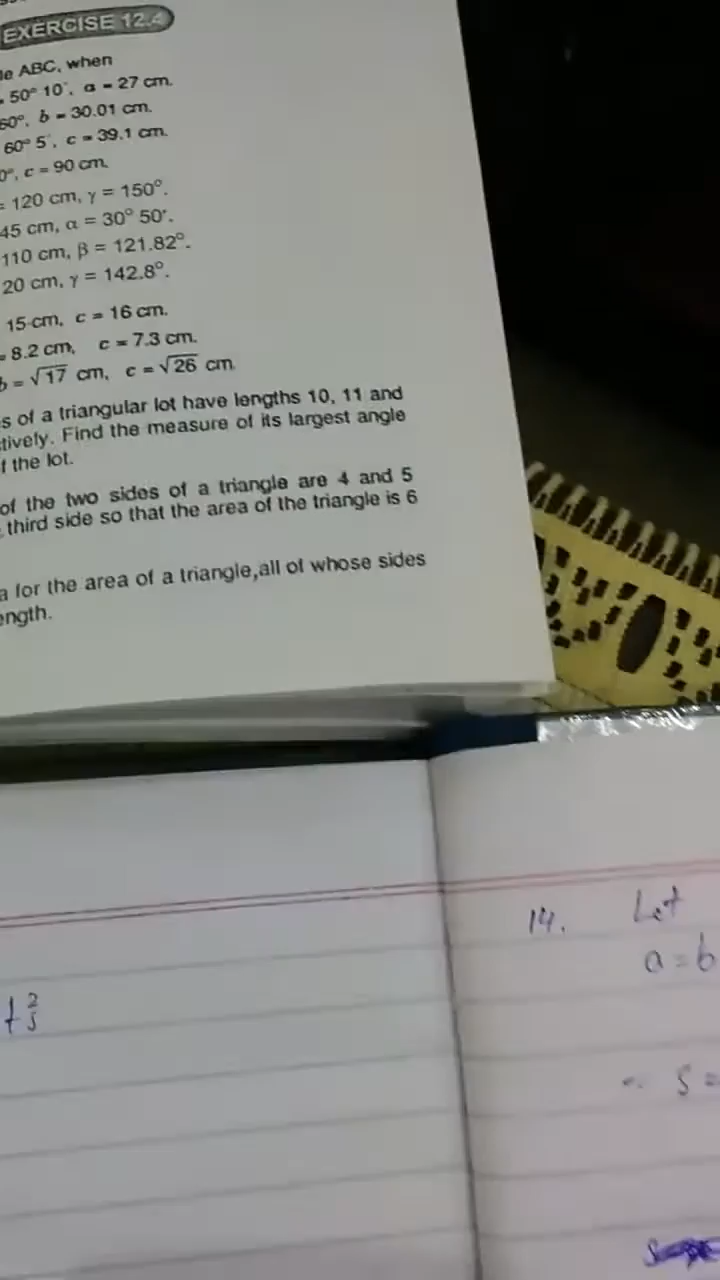 EXERCISE 12.4
le ABC, when
= 50° 10´, a = 27 cm.
60°, b = 30.01 cm.
60° 5´, c = 39.1 cm.
0°, c = 90 cm.
= 120 cm, γ = 150°.
45 cm, α = 30° 50′.
110 cm, β = 121.82°.
20 cm, γ = 142.8°.
15 cm, c = 16 cm.
= 8.2 cm, c = 7.3 cm.
b = √17 cm, c = √26 cm
s of a triangular lot have lengths 10, 11 and
tively. Find the measure of its largest angle
f the lot.
of the two sides of a triangle are 4 and 5
third side so that the area of the triangle is 6
a for the area of a triangle,all of whose sides
ength.
14. Let
a = b
s =